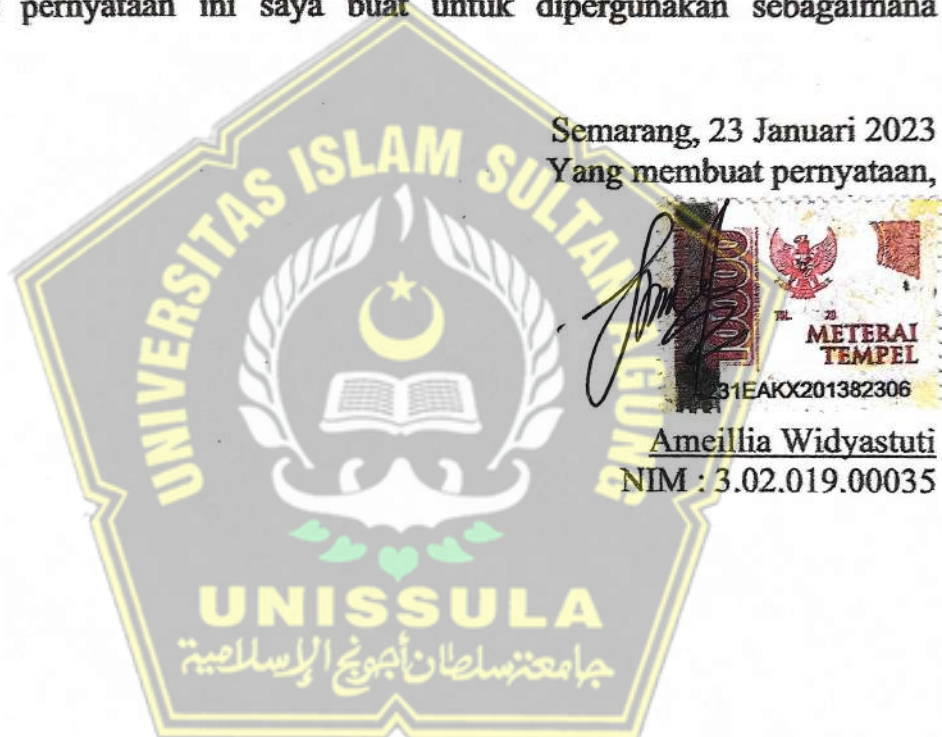 pernyataan ini saya buat untuk dipergunakan sebagaimana
Semarang, 23 Januari 2023
Yang membuat pernyataan,
METERAI
TEMPEL
231EAKX201382306
Ameillia Widyastuti
NIM : 3.02.019.00035
UNIVERSITAS ISLAM SULTAN AGUNG
UNISSULA
جامعة سلطان أجونج الإسلامية